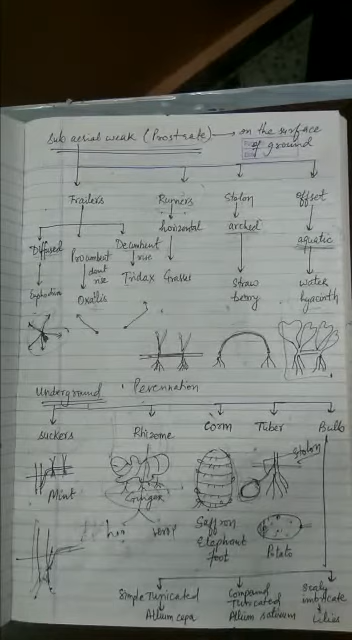 Sub aerial weak (Prostrate) → on the surface
of ground
Trailers Runners Stolon offset
Diffused Procumbent dont rise Decumbent rise horizontal arched aquatic
Euphorbia Oxalis Tridax Grasses Straw berry water hyacinth
Underground Perennation
suckers Rhizome Corm Tuber Bulb
Stolon
Mint Ginger Saffron Elephant foot Potato
Simple Tunicated Compound Tunicated Scaly imbricate
Allium cepa Allium sativum Lilies